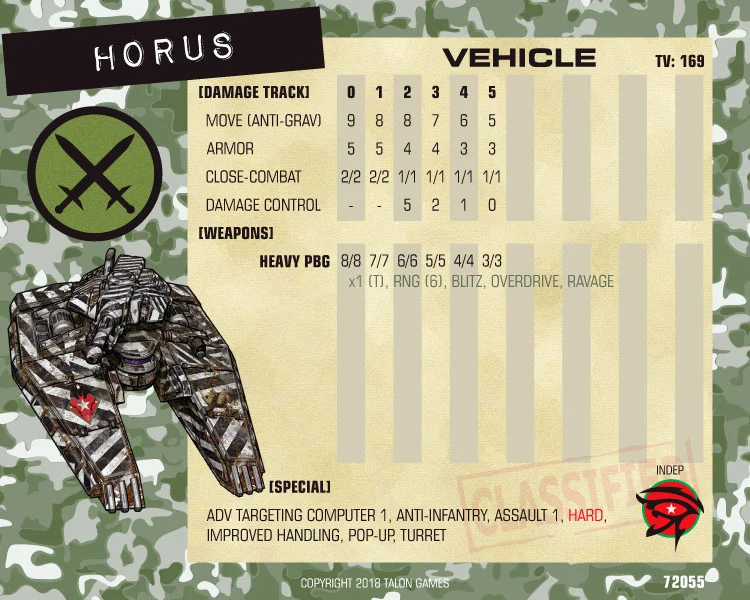 HORUS
VEHICLE TV: 169
[DAMAGE TRACK] 0 1 2 3 4 5
MOVE (ANTI-GRAV) 9 8 8 7 6 5
ARMOR 5 5 4 4 3 3
CLOSE-COMBAT 2/2 2/2 1/1 1/1 1/1 1/1
DAMAGE CONTROL - - 5 2 1 0
[WEAPONS]
HEAVY PBG 8/8 7/7 6/6 5/5 4/4 3/3
x1 (T), RNG (6), BLITZ, OVERDRIVE, RAVAGE
CLASSIFIED
INDEP
[SPECIAL]
ADV TARGETING COMPUTER 1, ANTI-INFANTRY, ASSAULT 1, HARD,
IMPROVED HANDLING, POP-UP, TURRET
COPYRIGHT 2018 TALON GAMES
72055